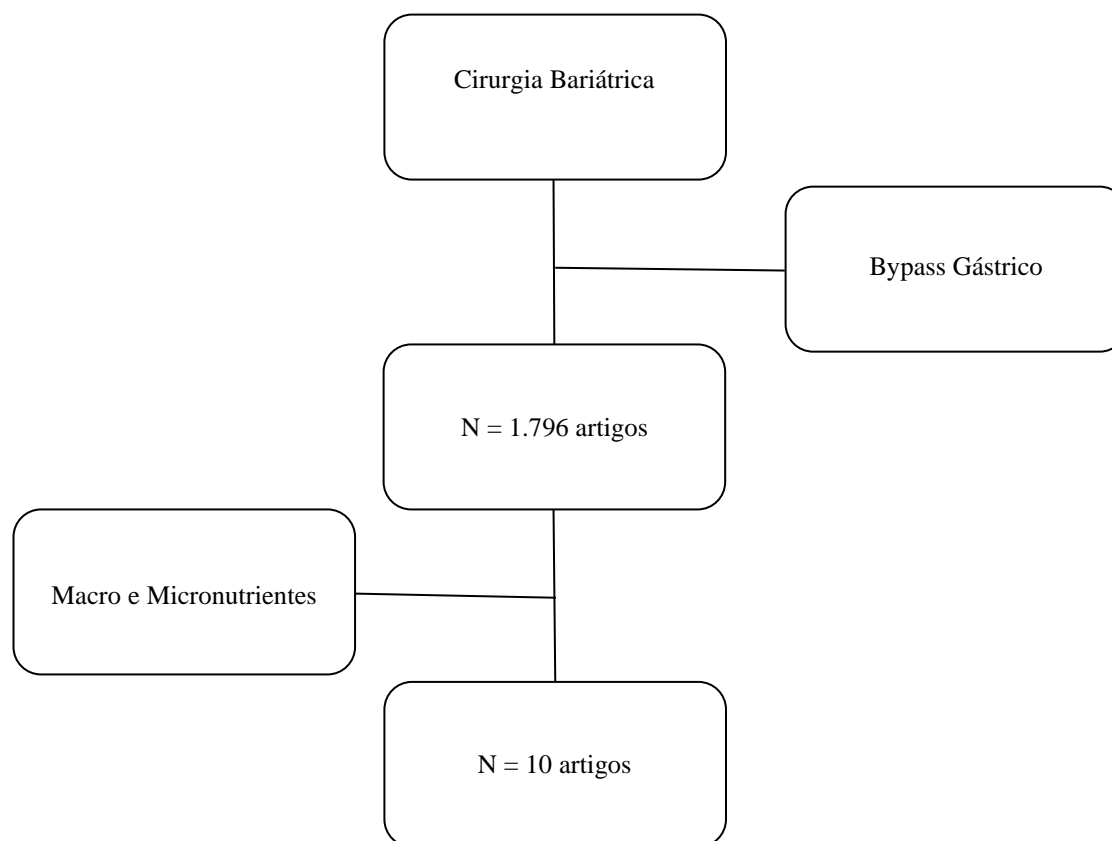 Cirurgia Bariátrica
Bypass Gástrico
N = 1.796 artigos
Macro e Micronutrientes
N = 10 artigos